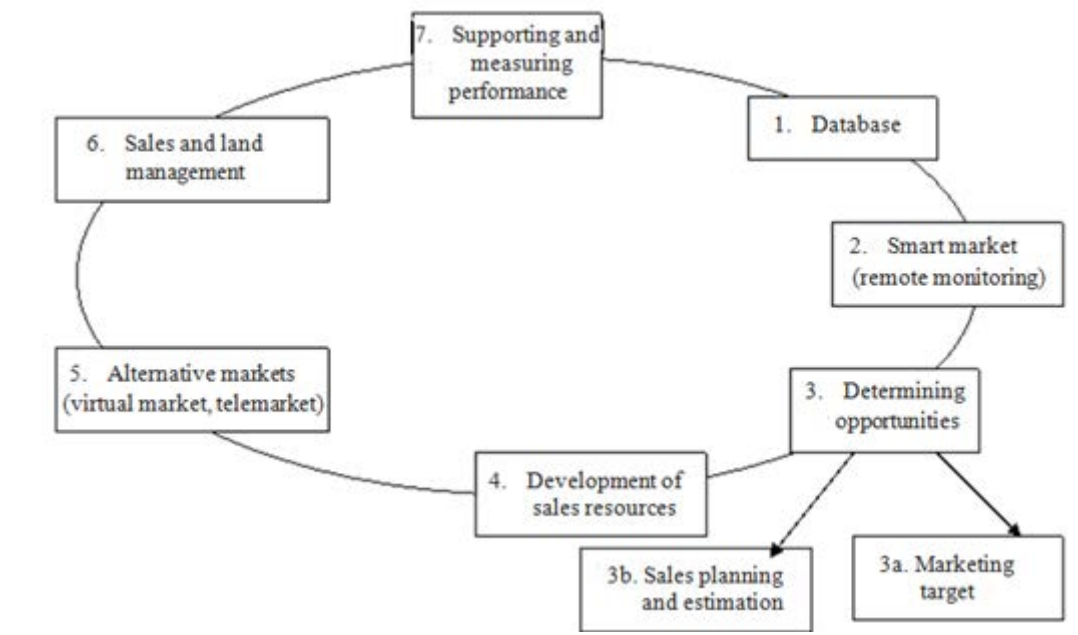 7. Supporting and
measuring
performance
1. Database
2. Smart market
(remote monitoring)
3. Determining
opportunities
3a. Marketing
target
3b. Sales planning
and estimation
4. Development of
sales resources
5. Alternative markets
(virtual market, telemarket)
6. Sales and land
management